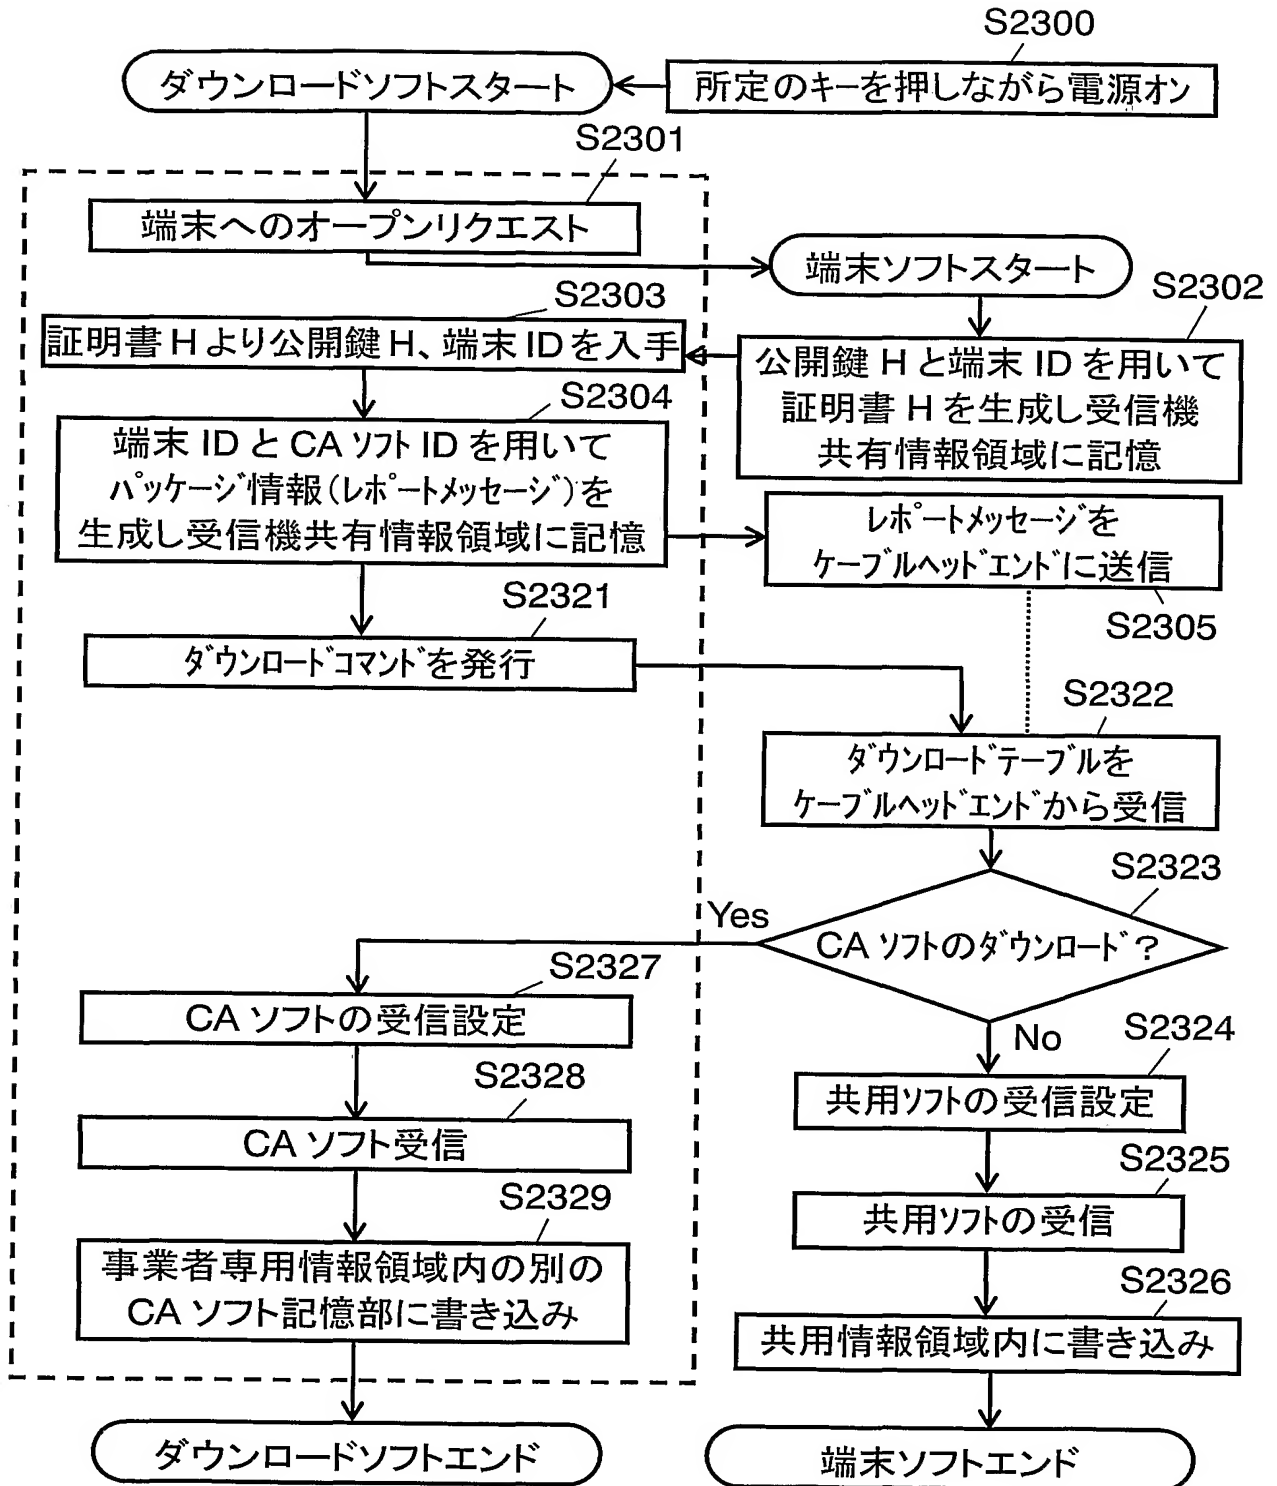 S2300
ダウンロードソフトスタート
所定のキーを押しながら電源オン
S2301
端末へのオープンリクエスト
端末ソフトスタート
S2302
S2303
証明書Hより公開鍵H、端末IDを入手
公開鍵Hと端末IDを用いて
証明書Hを生成し受信機
共有情報領域に記憶
S2304
端末IDとCAソフトIDを用いて
パッケージ情報(レポートメッセージ)を
生成し受信機共有情報領域に記憶
レポートメッセージを
ケーブルヘッドエンドに送信
S2305
S2321
ダウンロードコマンドを発行
S2322
ダウンロードテーブルを
ケーブルヘッドエンドから受信
S2323
CAソフトのダウンロード?
Yes
No
S2327
CAソフトの受信設定
S2324
共用ソフトの受信設定
S2328
CAソフト受信
S2325
共用ソフトの受信
S2329
事業者専用情報領域内の別の
CAソフト記憶部に書き込み
S2326
共用情報領域内に書き込み
ダウンロードソフトエンド
端末ソフトエンド